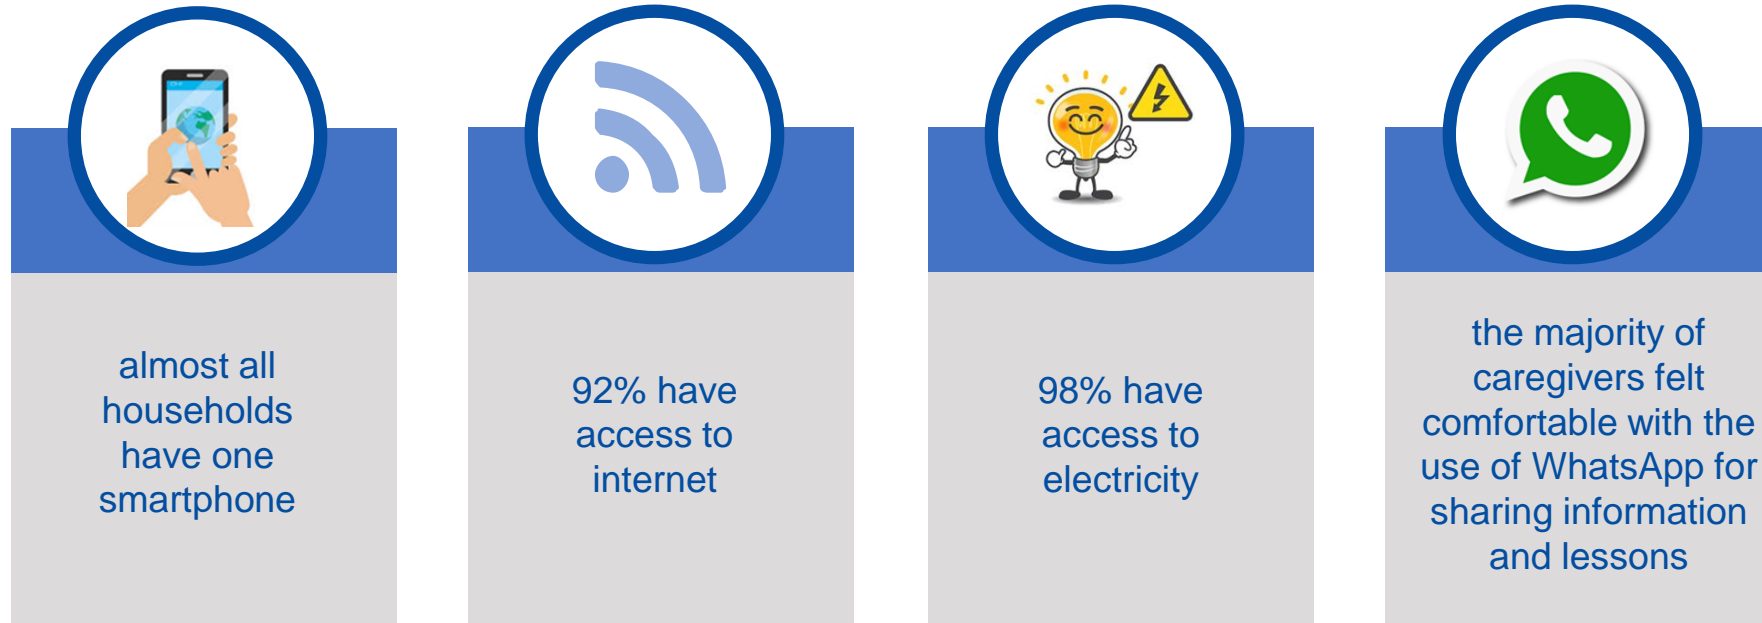 almost all
households
have one
smartphone
92% have
access to
internet
98% have
access to
electricity
the majority of
caregivers felt
comfortable with the
use of WhatsApp for
sharing information
and lessons